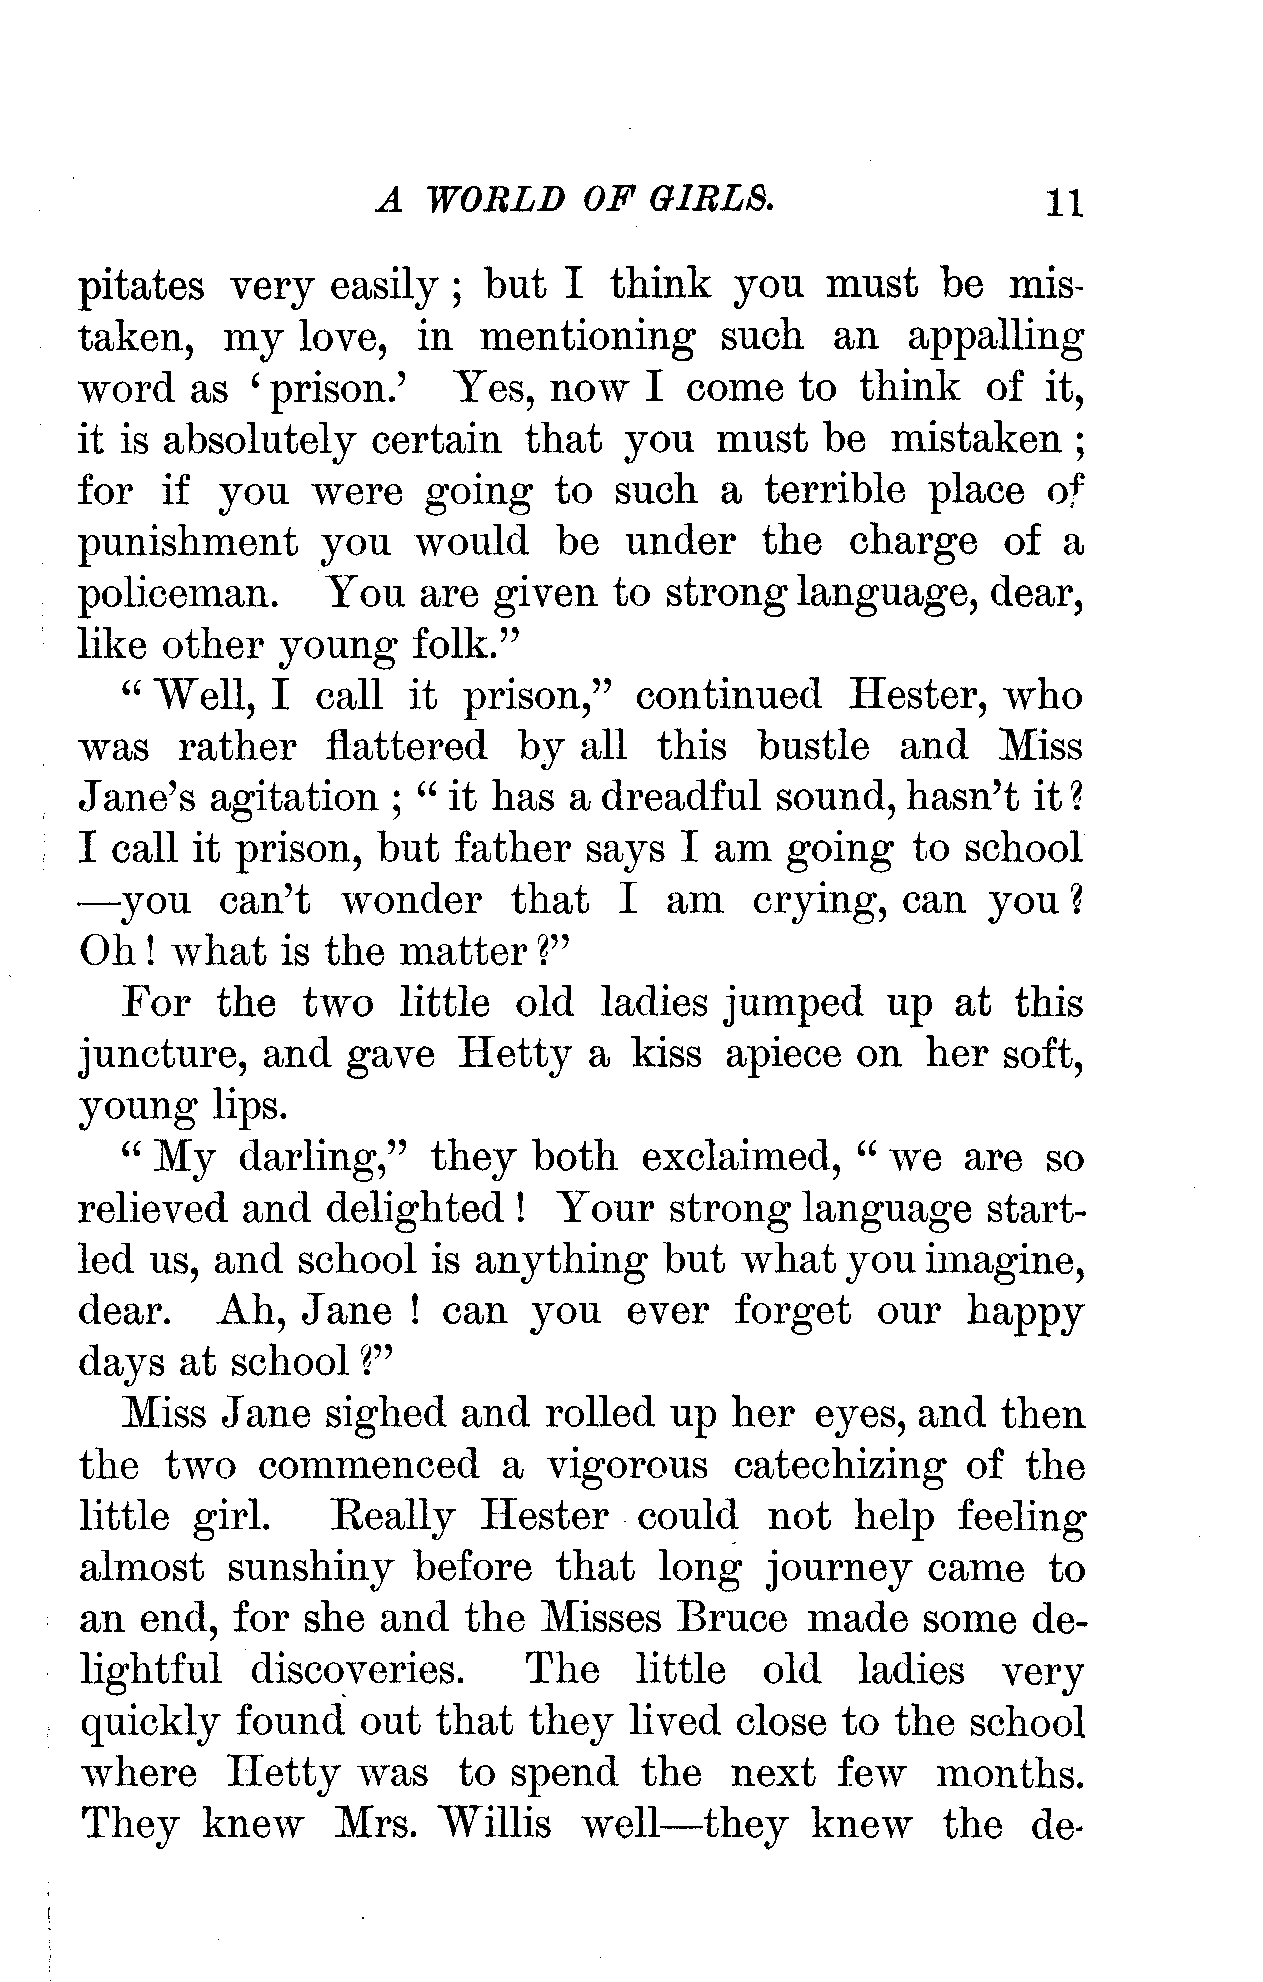 A WORLD OF GIRLS. 11
pitates very easily ; but I think you must be mis-
taken, my love, in mentioning such an appalling
word as ‘prison.’ Yes, now I come to think of it,
it is absolutely certain that you must be mistaken ;
for if you were going to such a terrible place of
punishment you would be under the charge of a
policeman. You are given to strong language, dear,
like other young folk.”
“ Well, I call it prison,” continued Hester, who
was rather flattered by all this bustle and Miss
Jane’s agitation ; “ it has a dreadful sound, hasn’t it?
I call it prison, but father says I am going to school
—you can’t wonder that I am crying, can you ?
Oh ! what is the matter ?”
For the two little old ladies jumped up at this
juncture, and gave Hetty a kiss apiece on her soft,
young lips.
“ My darling,” they both exclaimed, “ we are so
relieved and delighted ! Your strong language start-
led us, and school is anything but what you imagine,
dear. Ah, Jane ! can you ever forget our happy
days at school ?”
Miss Jane sighed and rolled up her eyes, and then
the two commenced a vigorous catechizing of the
little girl. Really Hester could not help feeling
almost sunshiny before that long journey came to
an end, for she and the Misses Bruce made some de-
lightful discoveries. The little old ladies very
quickly found out that they lived close to the school
where Hetty was to spend the next few months.
They knew Mrs. Willis well—they knew the de-